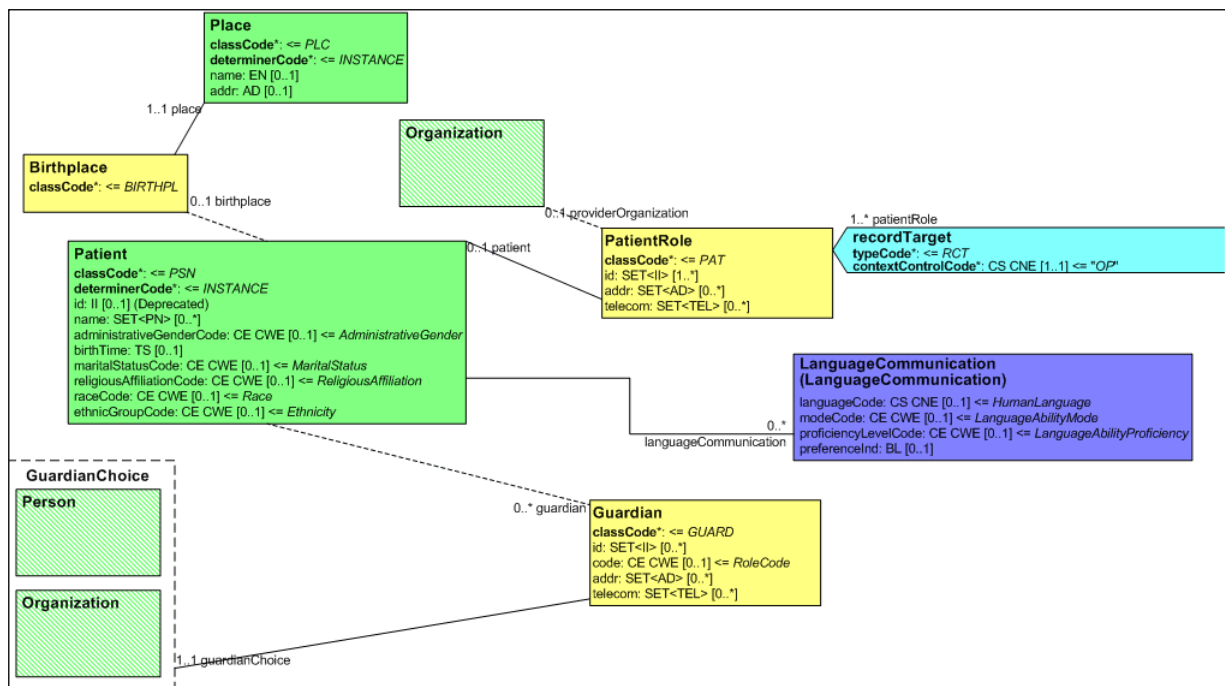 Place
classCode*: <= PLC
determinerCode*: <= INSTANCE
name: EN [0..1]
addr: AD [0..1]
1..1 place
Organization
Birthplace
classCode*: <= BIRTHPL
0..1 birthplace
0..1 providerOrganization
1..* patientRole
PatientRole
classCode*: <= PAT
id: SET<II> [1..*]
addr: SET<AD> [0..*]
telecom: SET<TEL> [0..*]
recordTarget
typeCode*: <= RCT
contextControlCode*: CS CNE [1..1] <= "OP"
0..1 patient
Patient
classCode*: <= PSN
determinerCode*: <= INSTANCE
id: II [0..1] (Deprecated)
name: SET<PN> [0..*]
administrativeGenderCode: CE CWE [0..1] <= AdministrativeGender
birthTime: TS [0..1]
maritalStatusCode: CE CWE [0..1] <= MaritalStatus
religiousAffiliationCode: CE CWE [0..1] <= ReligiousAffiliation
raceCode: CE CWE [0..1] <= Race
ethnicGroupCode: CE CWE [0..1] <= Ethnicity
LanguageCommunication
(LanguageCommunication)
languageCode: CS CNE [0..1] <= HumanLanguage
modeCode: CE CWE [0..1] <= LanguageAbilityMode
proficiencyLevelCode: CE CWE [0..1] <= LanguageAbilityProficiency
preferenceInd: BL [0..1]
0..*
languageCommunication
GuardianChoice
Person
Organization
0..* guardian
Guardian
classCode*: <= GUARD
id: SET<II> [0..*]
code: CE CWE [0..1] <= RoleCode
addr: SET<AD> [0..*]
telecom: SET<TEL> [0..*]
1..1 guardianChoice